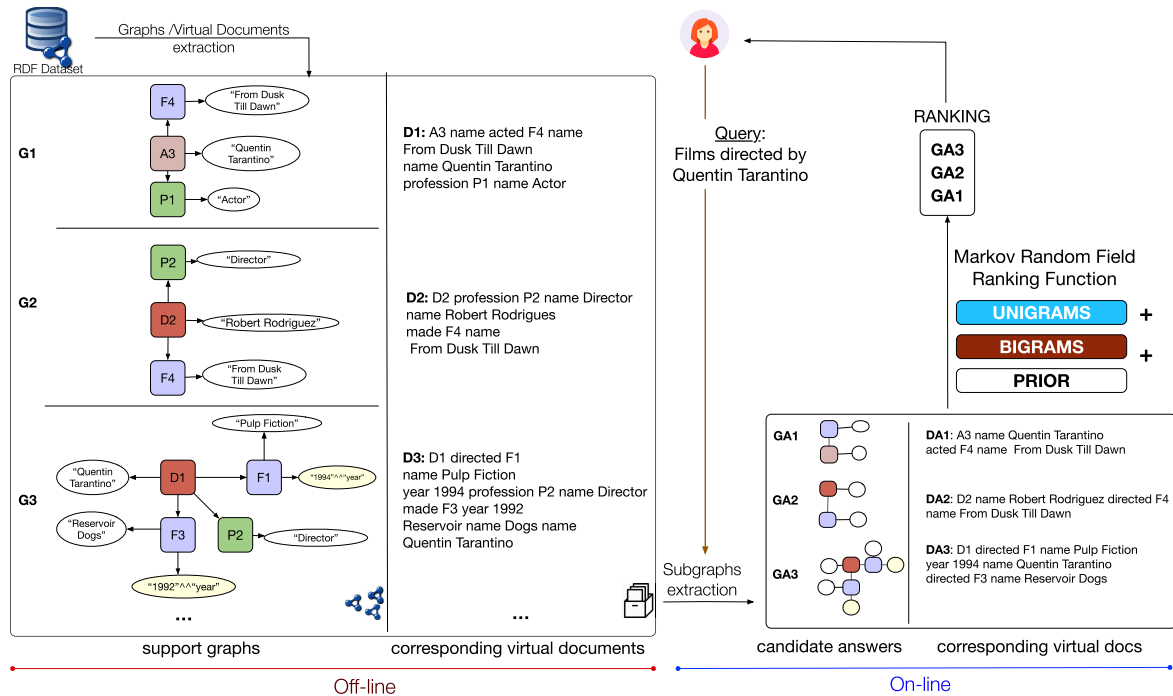 Graphs /Virtual Documents
extraction
RDF Dataset
G1
F4
“From Dusk
Till Dawn”
A3
“Quentin
Tarantino”
P1
“Actor”
D1: A3 name acted F4 name
From Dusk Till Dawn
name Quentin Tarantino
profession P1 name Actor
G2
P2
“Director”
D2
“Robert Rodriguez”
F4
“From Dusk
Till Dawn”
D2: D2 profession P2 name Director
name Robert Rodrigues
made F4 name
From Dusk Till Dawn
G3
“Pulp Fiction”
“Quentin
Tarantino”
D1
F1
“1994”^^“year”
“Reservoir
Dogs”
F3
P2
“Director”
“1992”^^“year”
...
D3: D1 directed F1
name Pulp Fiction
year 1994 profession P2 name Director
made F3 year 1992
Reservoir name Dogs name
Quentin Tarantino
...
support graphs
corresponding virtual documents
Off-line
Query:
Films directed by
Quentin Tarantino
Subgraphs
extraction
RANKING
GA3
GA2
GA1
Markov Random Field
Ranking Function
UNIGRAMS +
BIGRAMS +
PRIOR
GA1
DA1: A3 name Quentin Tarantino
acted F4 name From Dusk Till Dawn
GA2
DA2: D2 name Robert Rodriguez directed F4
name From Dusk Till Dawn
GA3
DA3: D1 directed F1 name Pulp Fiction
year 1994 name Quentin Tarantino
directed F3 name Reservoir Dogs
candidate answers
corresponding virtual docs
On-line